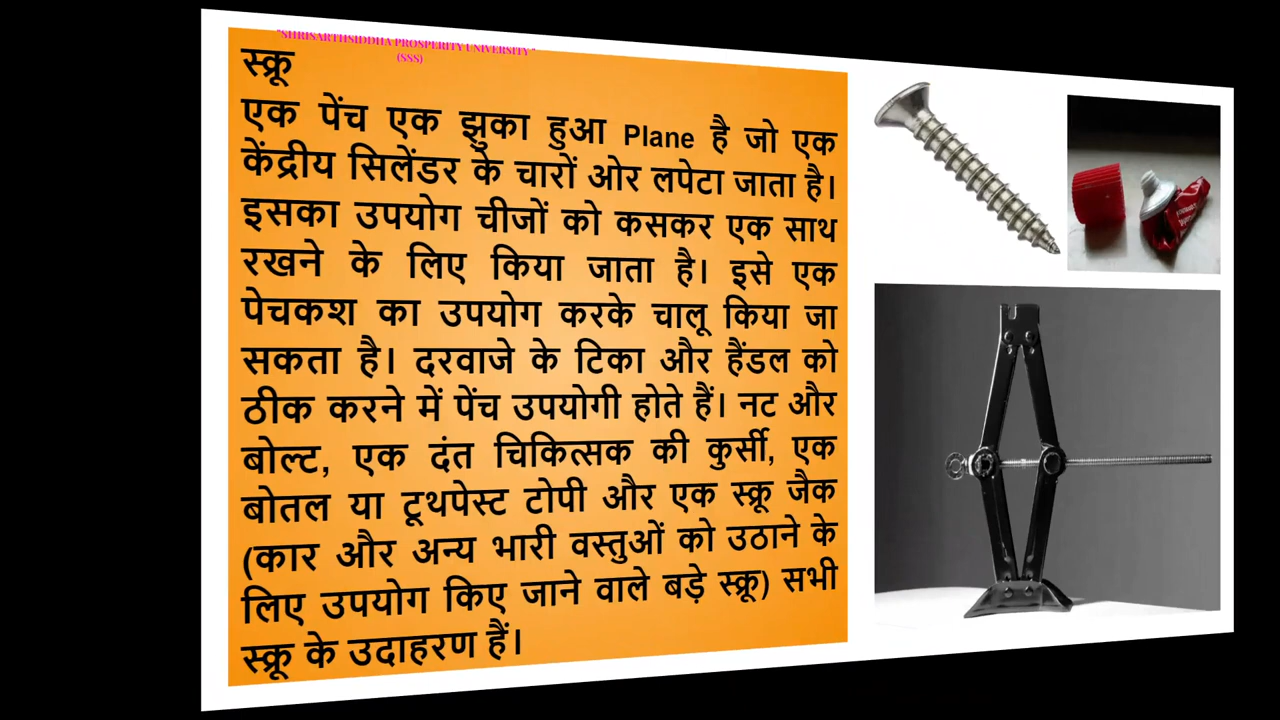 "SHRISARTHSIDDHA PROSPERITY UNIVERSITY"
(SSS)
स्क्रू
एक पेंच एक झुका हुआ Plane है जो एक
केंद्रीय सिलेंडर के चारों ओर लपेटा जाता है।
इसका उपयोग चीजों को कसकर एक साथ
रखने के लिए किया जाता है। इसे एक
पेचकश का उपयोग करके चालू किया जा
सकता है। दरवाजे के टिका और हैंडल को
ठीक करने में पेंच उपयोगी होते हैं। नट और
बोल्ट, एक दंत चिकित्सक की कुर्सी, एक
बोतल या टूथपेस्ट टोपी और एक स्क्रू जैक
(कार और अन्य भारी वस्तुओं को उठाने के
लिए उपयोग किए जाने वाले बड़े स्क्रू) सभी
स्क्रू के उदाहरण हैं।